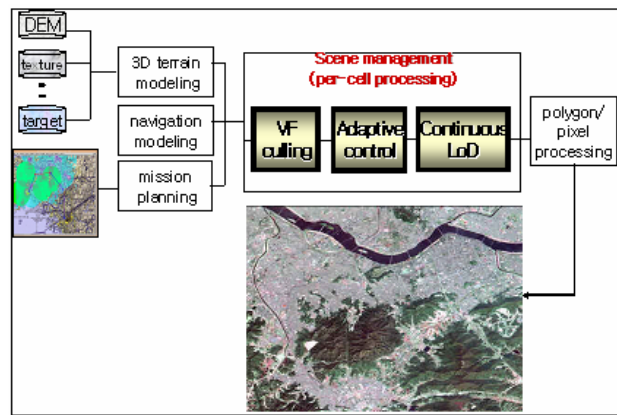 DEM
texture
:
target
3D terrain
modeling
navigation
modeling
mission
planning
Scene management
(per-cell processing)
VF
culling
Adaptive
control
Continuous
LoD
polygon/
pixel
processing